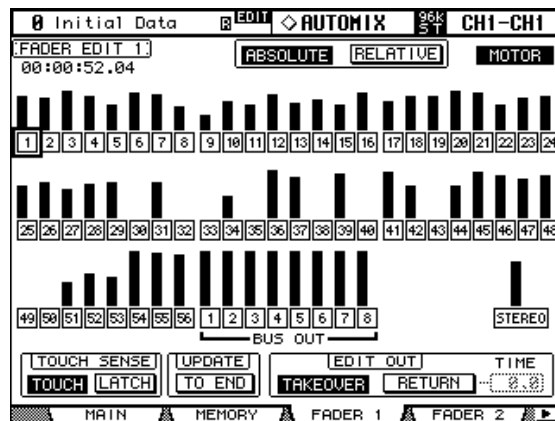 0 Initial Data EDIT AUTOMIX 96k ST CH1-CH1
FADER EDIT 1
00:00:52.04
ABSOLUTE RELATIVE MOTOR
1 2 3 4 5 6 7 8 9 10 11 12 13 14 15 16 17 18 19 20 21 22 23 24
25 26 27 28 29 30 31 32 33 34 35 36 37 38 39 40 41 42 43 44 45 46 47 48
49 50 51 52 53 54 55 56 1 2 3 4 5 6 7 8 STEREO
BUS OUT
TOUCH SENSE UPDATE EDIT OUT TIME
TOUCH LATCH TO END TAKEOVER RETURN 0.0
MAIN MEMORY FADER 1 FADER 2